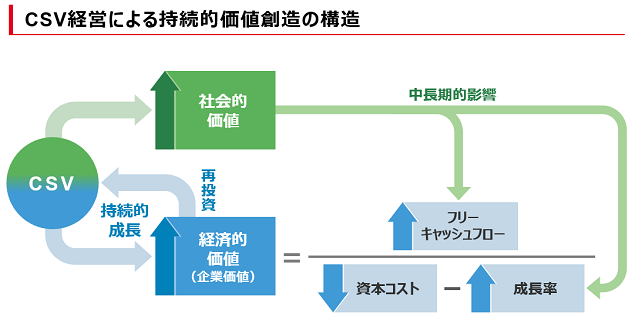 CSV経営による持続的価値創造の構造
社会的
価値
中長期的影響
CSV
再投資
持続的
成長
経済的
価値
(企業価値)
=
フリー
キャッシュフロー
資本コスト
−
成長率